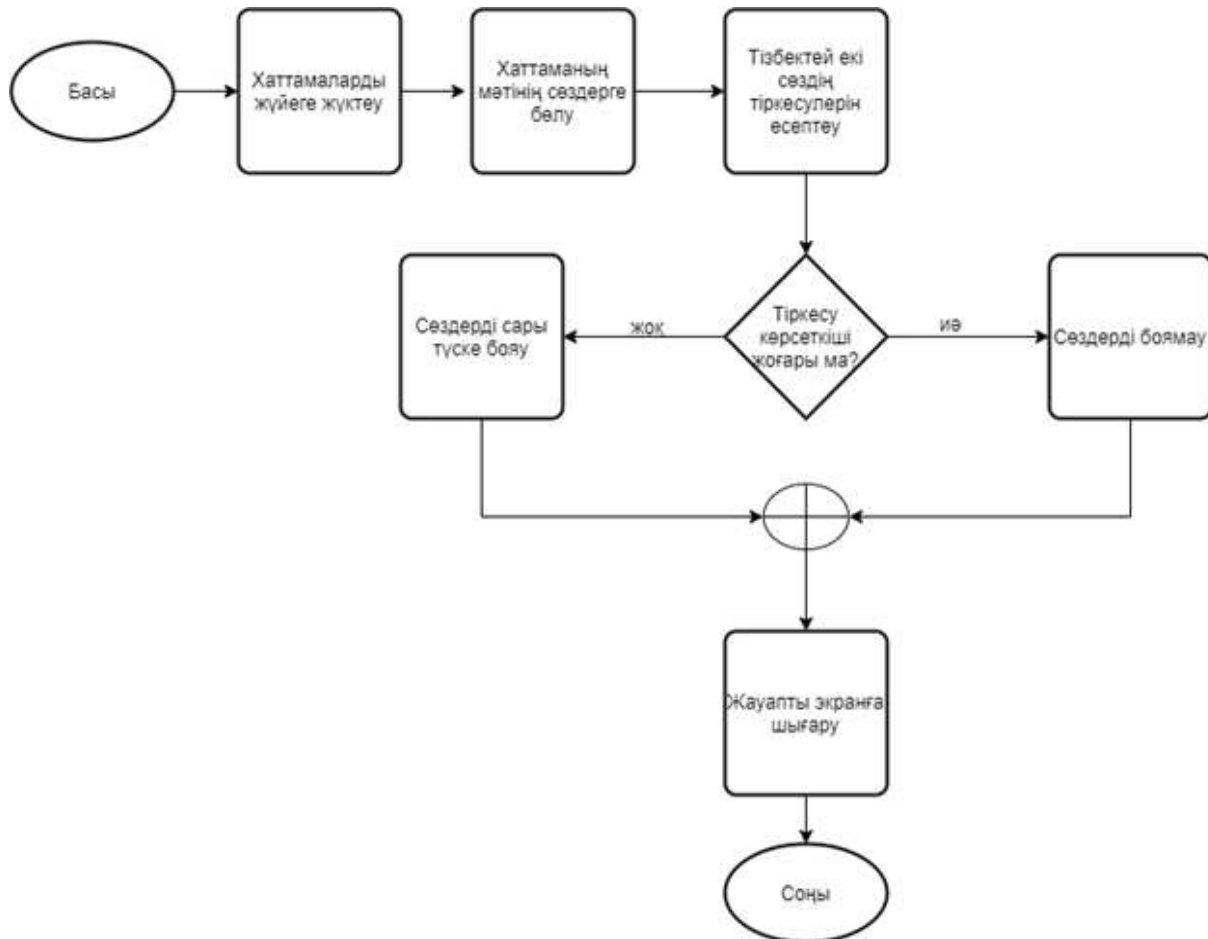 Басы
Хаттамаларды
жүйеге жүктеу
Хаттаманың
мәтінің сөздерге
бөлу
Тізбектей екі
сөздің
тіркесулерін
есептеу
Сөздерді сары
түске бояу
жоқ
Тіркесу
көрсеткіші
жоғары ма?
иә
Сөздерді боямау
Жауапты экранға
шығару
Соңы